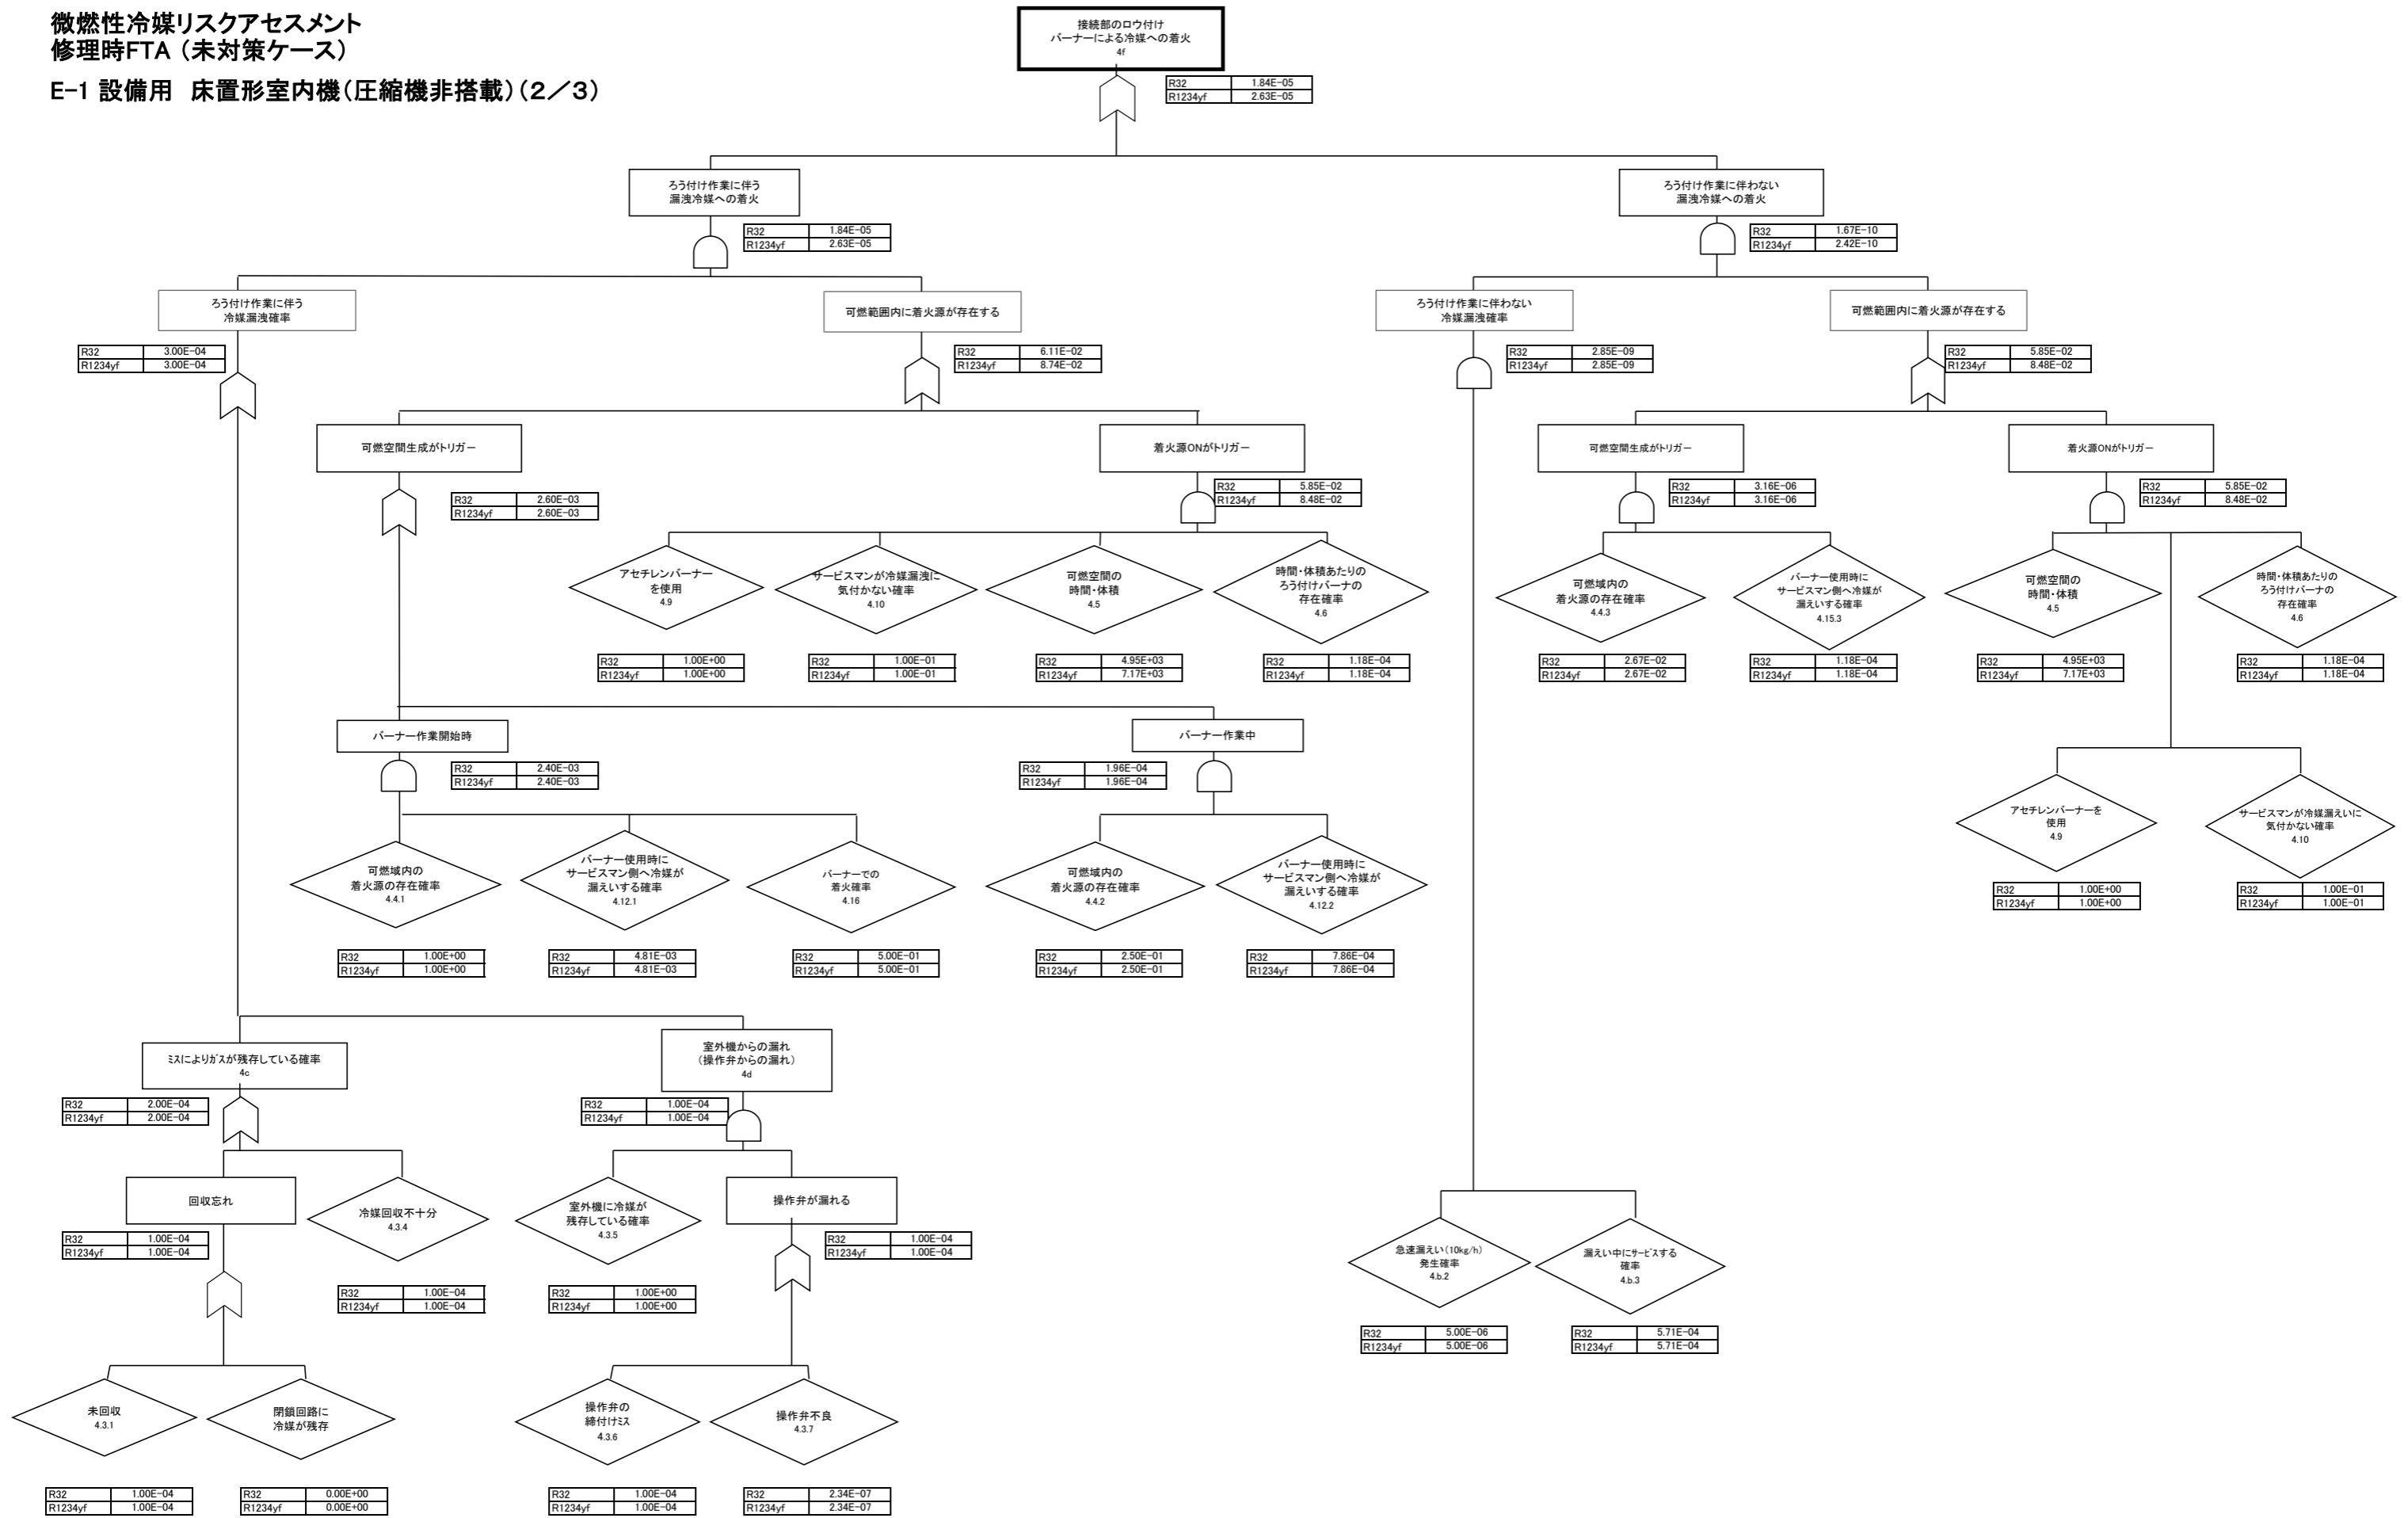 微燃性冷媒リスクアセスメント
修理時FTA（未対策ケース）
E-1 設備用　床置形室内機（圧縮機非搭載）（2／3）
接続部のロウ付け
バーナーによる冷媒への着火
4f
R32 1.84E-05
R1234yf 2.63E-05
ろう付け作業に伴う
漏洩冷媒への着火
R32 1.84E-05
R1234yf 2.63E-05
ろう付け作業に伴わない
漏洩冷媒への着火
R32 1.67E-10
R1234yf 2.42E-10
ろう付け作業に伴う
冷媒漏洩確率
R32 3.00E-04
R1234yf 3.00E-04
可燃範囲内に着火源が存在する
R32 6.11E-02
R1234yf 8.74E-02
ろう付け作業に伴わない
冷媒漏洩確率
R32 2.85E-09
R1234yf 2.85E-09
可燃範囲内に着火源が存在する
R32 5.85E-02
R1234yf 8.48E-02
可燃空間生成がトリガー
R32 2.60E-03
R1234yf 2.60E-03
着火源ONがトリガー
R32 5.85E-02
R1234yf 8.48E-02
可燃空間生成がトリガー
R32 3.16E-06
R1234yf 3.16E-06
着火源ONがトリガー
R32 5.85E-02
R1234yf 8.48E-02
アセチレンバーナー
を使用
4.9
R32 1.00E+00
R1234yf 1.00E+00
サービスマンが冷媒漏洩に
気付かない確率
4.10
R32 1.00E-01
R1234yf 1.00E-01
可燃空間の
時間・体積
4.5
R32 4.95E+03
R1234yf 7.17E+03
時間・体積あたりの
ろう付けバーナの
存在確率
4.6
R32 1.18E-04
R1234yf 1.18E-04
可燃域内の
着火源の存在確率
4.4.3
R32 2.67E-02
R1234yf 2.67E-02
バーナー使用時に
サービスマン側へ冷媒が
漏えいする確率
4.15.3
R32 1.18E-04
R1234yf 1.18E-04
可燃空間の
時間・体積
4.5
R32 4.95E+03
R1234yf 7.17E+03
時間・体積あたりの
ろう付けバーナの
存在確率
4.6
R32 1.18E-04
R1234yf 1.18E-04
バーナー作業開始時
R32 2.40E-03
R1234yf 2.40E-03
バーナー作業中
R32 1.96E-04
R1234yf 1.96E-04
アセチレンバーナーを
使用
4.9
R32 1.00E+00
R1234yf 1.00E+00
サービスマンが冷媒漏えいに
気付かない確率
4.10
R32 1.00E-01
R1234yf 1.00E-01
可燃域内の
着火源の存在確率
4.4.1
R32 1.00E+00
R1234yf 1.00E+00
バーナー使用時に
サービスマン側へ冷媒が
漏えいする確率
4.12.1
R32 4.81E-03
R1234yf 4.81E-03
バーナーでの
着火確率
4.16
R32 5.00E-01
R1234yf 5.00E-01
可燃域内の
着火源の存在確率
4.4.2
R32 2.50E-01
R1234yf 2.50E-01
バーナー使用時に
サービスマン側へ冷媒が
漏えいする確率
4.12.2
R32 7.86E-04
R1234yf 7.86E-04
ﾐｽによりｶﾞｽが残存している確率
4c
R32 2.00E-04
R1234yf 2.00E-04
室外機からの漏れ
（操作弁からの漏れ）
4d
R32 1.00E-04
R1234yf 1.00E-04
回収忘れ
R32 1.00E-04
R1234yf 1.00E-04
冷媒回収不十分
4.3.4
R32 1.00E-04
R1234yf 1.00E-04
室外機に冷媒が
残存している確率
4.3.5
R32 1.00E+00
R1234yf 1.00E+00
操作弁が漏れる
R32 1.00E-04
R1234yf 1.00E-04
急速漏えい（10kg/h）
発生確率
4.b.2
R32 5.00E-06
R1234yf 5.00E-06
漏えい中にｻｰﾋﾞｽする
確率
4.b.3
R32 5.71E-04
R1234yf 5.71E-04
未回収
4.3.1
R32 1.00E-04
R1234yf 1.00E-04
閉鎖回路に
冷媒が残存
R32 0.00E+00
R1234yf 0.00E+00
操作弁の
締付けﾐｽ
4.3.6
R32 1.00E-04
R1234yf 1.00E-04
操作弁不良
4.3.7
R32 2.34E-07
R1234yf 2.34E-07